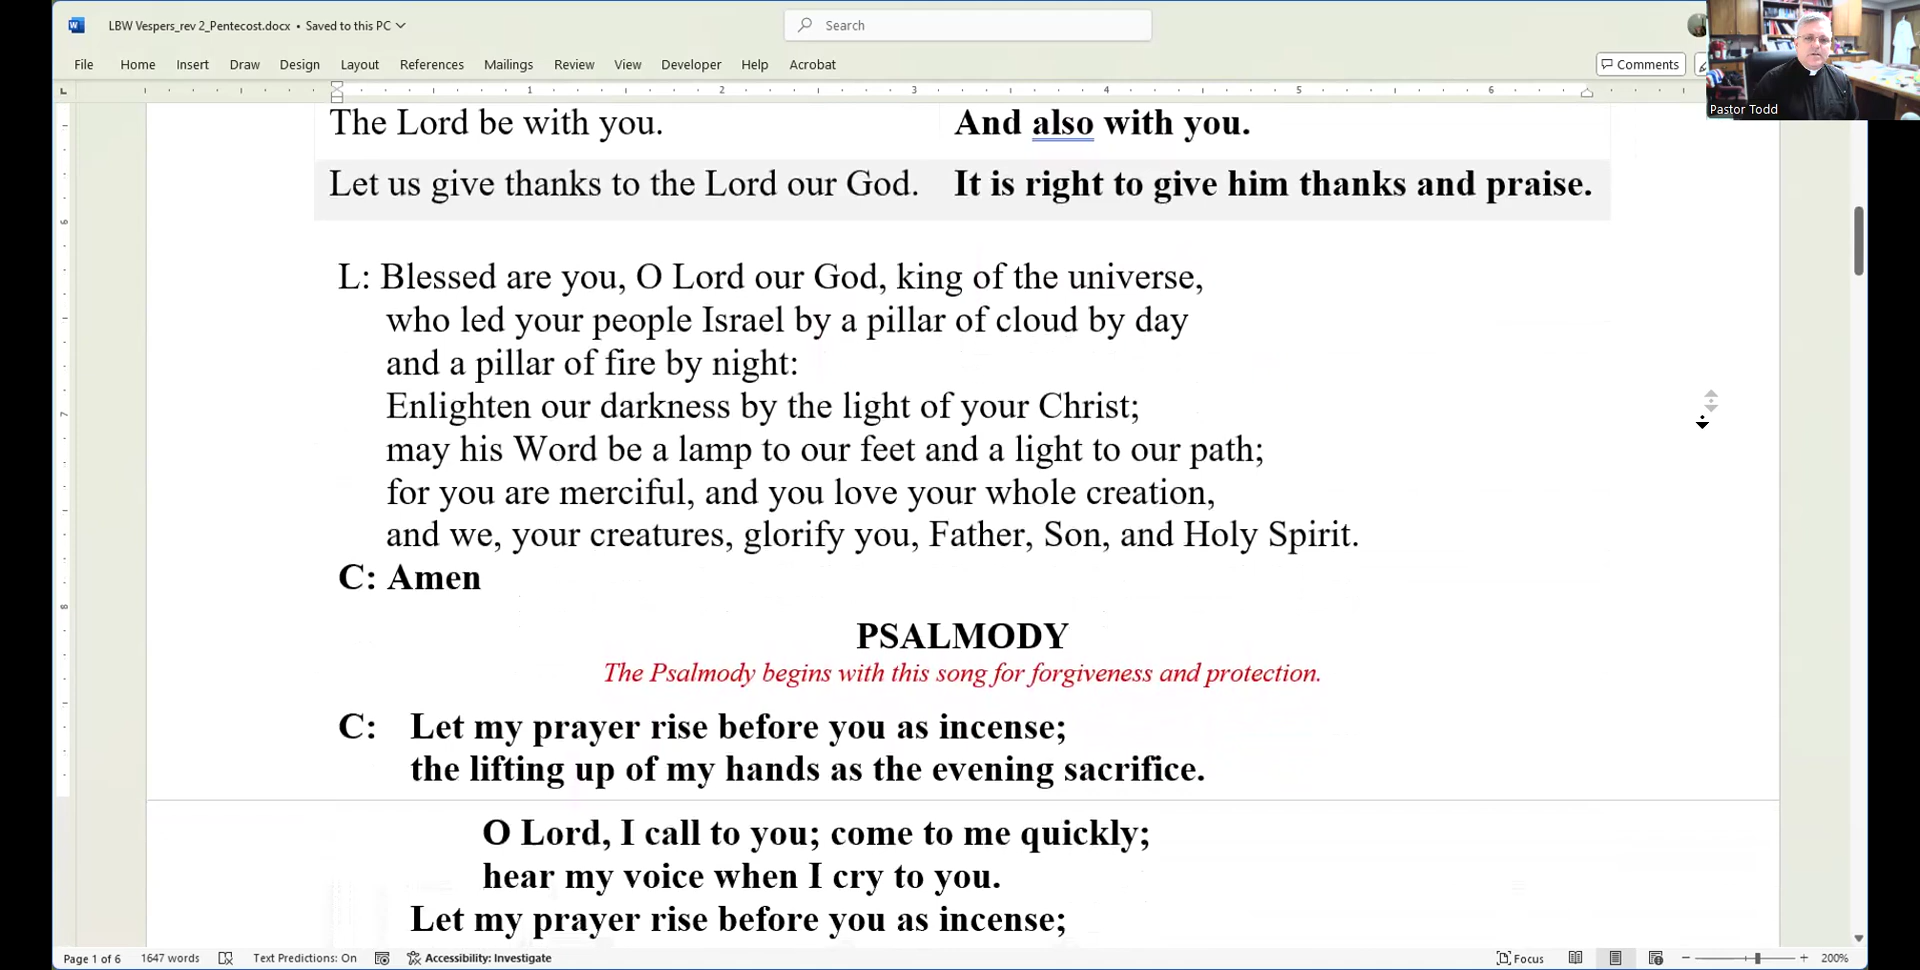 LBW Vespers_rev 2_Pentecost.docx • Saved to this PC
Search
File Home Insert Draw Design Layout References Mailings Review View Developer Help Acrobat
Comments
Pastor Todd
1 2 3 4 5 6
The Lord be with you. And also with you.
Let us give thanks to the Lord our God. It is right to give him thanks and praise.
L: Blessed are you, O Lord our God, king of the universe,
who led your people Israel by a pillar of cloud by day
and a pillar of fire by night:
Enlighten our darkness by the light of your Christ;
may his Word be a lamp to our feet and a light to our path;
for you are merciful, and you love your whole creation,
and we, your creatures, glorify you, Father, Son, and Holy Spirit.
C: Amen
PSALMODY
The Psalmody begins with this song for forgiveness and protection.
C: Let my prayer rise before you as incense;
the lifting up of my hands as the evening sacrifice.
O Lord, I call to you; come to me quickly;
hear my voice when I cry to you.
Let my prayer rise before you as incense;
6
7
8
Page 1 of 6 1647 words Text Predictions: On Accessibility: Investigate Focus 200%